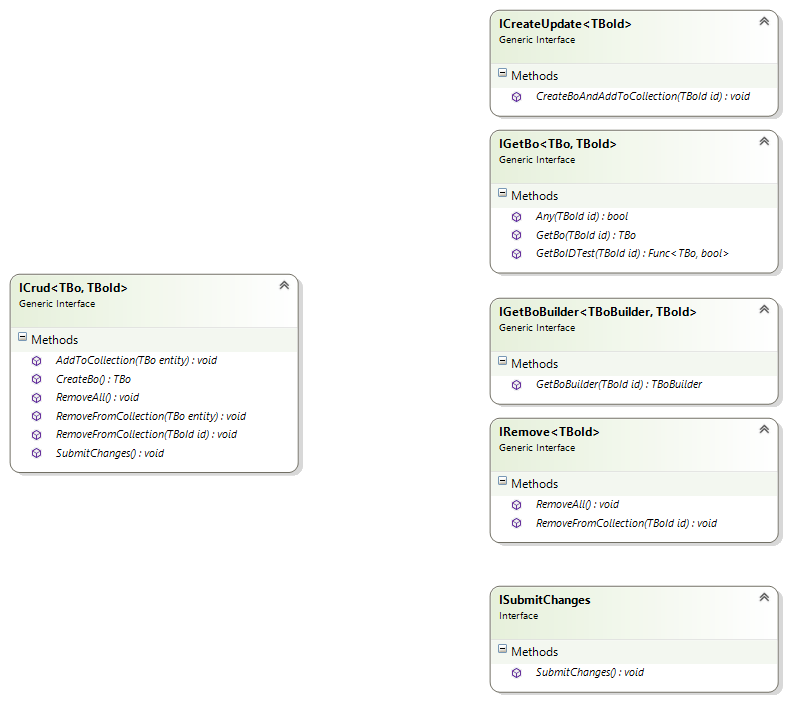 ICrud<TBo, TBoId>
Generic Interface
Methods
AddToCollection(TBo entity) : void
CreateBo() : TBo
RemoveAll() : void
RemoveFromCollection(TBo entity) : void
RemoveFromCollection(TBoId id) : void
SubmitChanges() : void
ICreateUpdate<TBoId>
Generic Interface
Methods
CreateBoAndAddToCollection(TBoId id) : void
IGetBo<TBo, TBoId>
Generic Interface
Methods
Any(TBoId id) : bool
GetBo(TBoId id) : TBo
GetBoIDTest(TBoId id) : Func<TBo, bool>
IGetBoBuilder<TBoBuilder, TBoId>
Generic Interface
Methods
GetBoBuilder(TBoId id) : TBoBuilder
IRemove<TBoId>
Generic Interface
Methods
RemoveAll() : void
RemoveFromCollection(TBoId id) : void
ISubmitChanges
Interface
Methods
SubmitChanges() : void